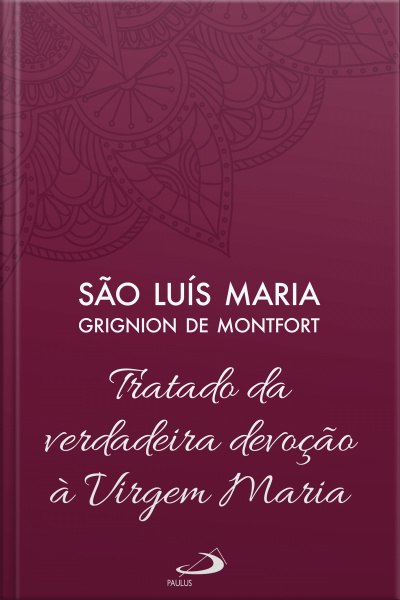 SÃO LUÍS MARIA
GRIGNION DE MONTFORT
Tratado da
verdadeira devoção
à Virgem Maria
PAULUS